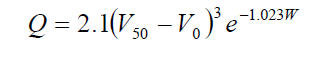 Q = 2.1(V₅₀ − V₀)³ e^(−1.023W)